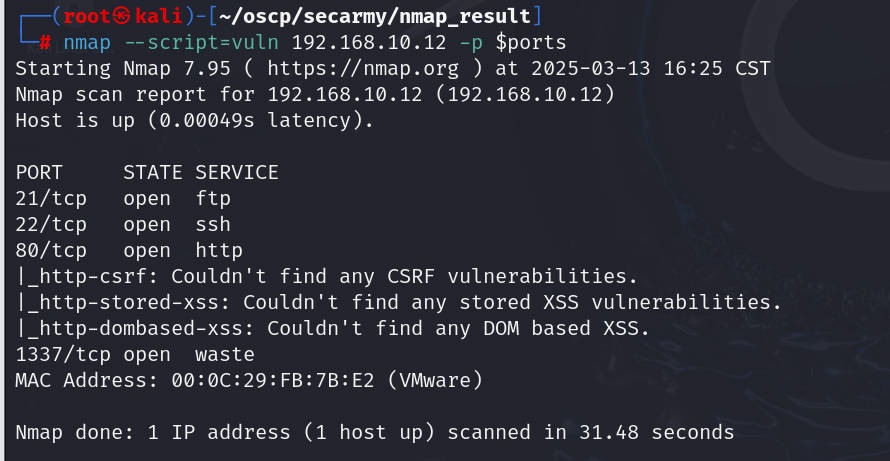 ┌──(root㉿kali)-[~/oscp/secarmy/nmap_result]
└─# nmap --script=vuln 192.168.10.12 -p $ports
Starting Nmap 7.95 ( https://nmap.org ) at 2025-03-13 16:25 CST
Nmap scan report for 192.168.10.12 (192.168.10.12)
Host is up (0.00049s latency).

PORT     STATE SERVICE
21/tcp   open  ftp
22/tcp   open  ssh
80/tcp   open  http
|_http-csrf: Couldn't find any CSRF vulnerabilities.
|_http-stored-xss: Couldn't find any stored XSS vulnerabilities.
|_http-dombased-xss: Couldn't find any DOM based XSS.
1337/tcp open  waste
MAC Address: 00:0C:29:FB:7B:E2 (VMware)

Nmap done: 1 IP address (1 host up) scanned in 31.48 seconds